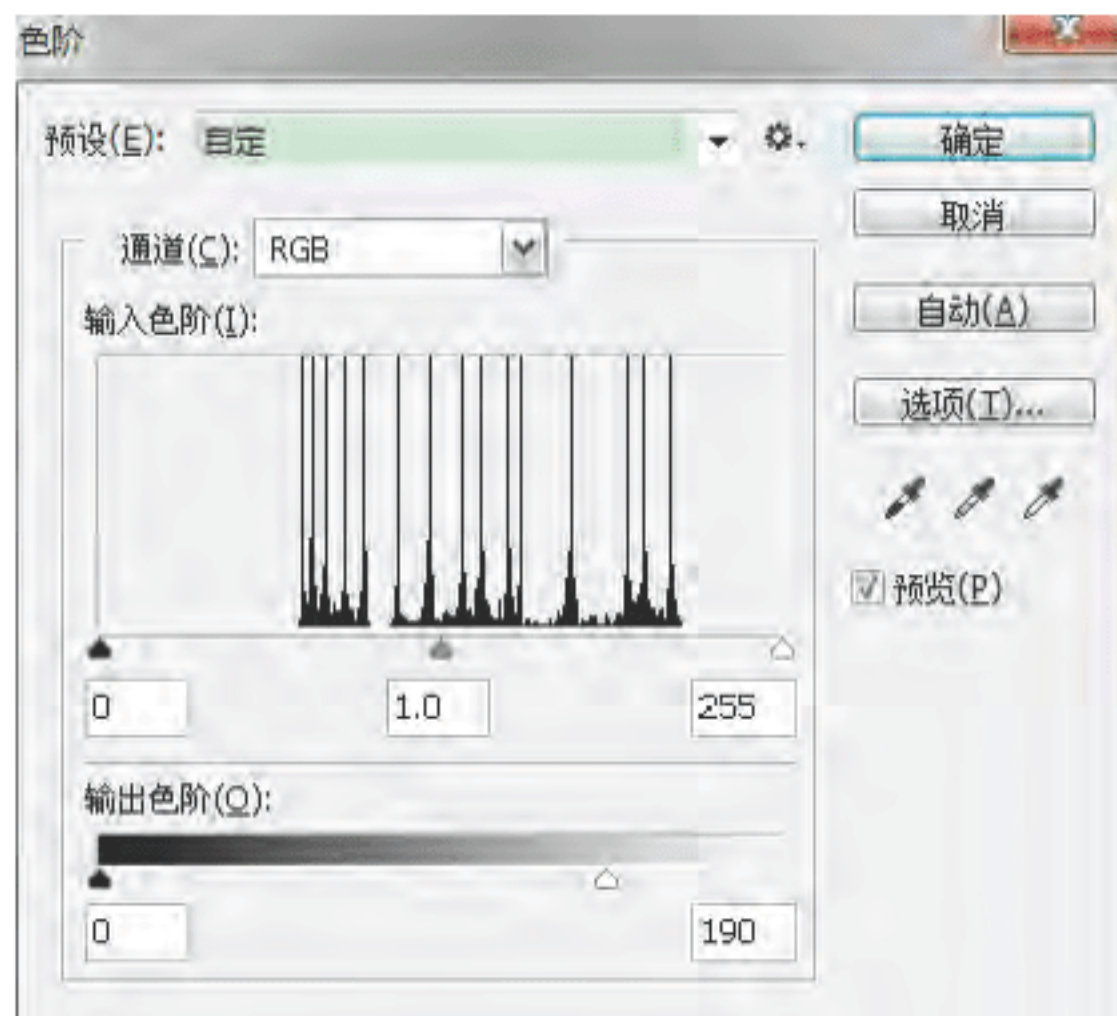 色阶
预设(E): 自定
确定
取消
通道(C): RGB
自动(A)
输入色阶(I):
选项(T)...
预览(P)
0 1.0 255
输出色阶(O):
0 190